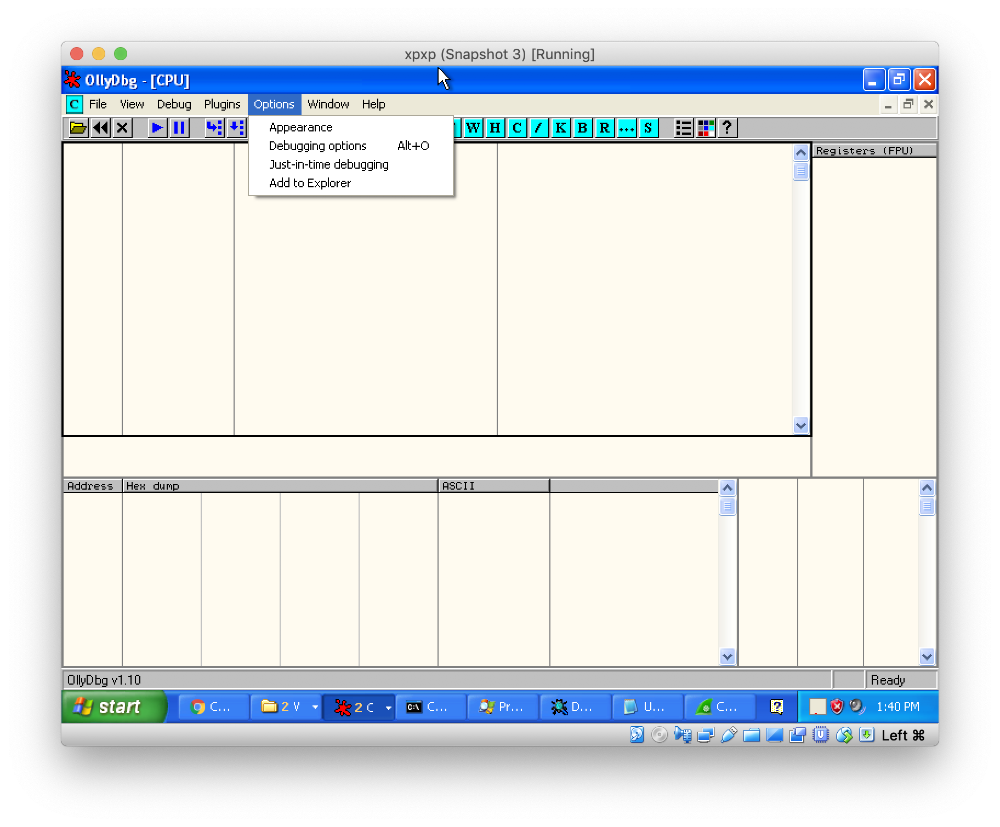 xpxp (Snapshot 3) [Running]
OllyDbg - [CPU]
C File View Debug Plugins Options Window Help
W H C / K B R ... S ?
Appearance
Debugging options Alt+O
Just-in-time debugging
Add to Explorer
Registers (FPU)
Address Hex dump ASCII
OllyDbg v1.10 Ready
start C... 2 V 2 C C:\ C... Pr... D... U... C... ? 1:40 PM
Left ⌘